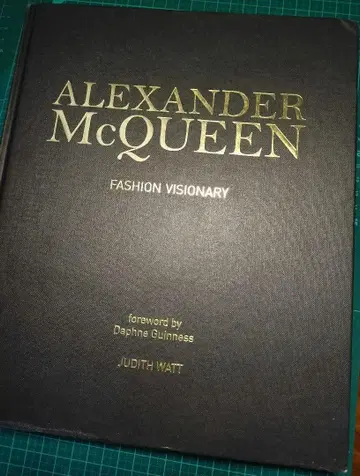 ALEXANDER
McQUEEN
FASHION VISIONARY
foreword by
Daphne Guinness
JUDITH WATT